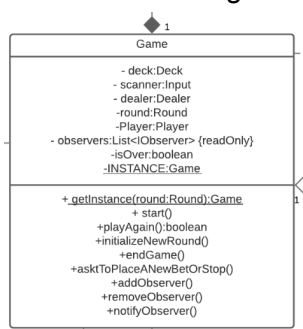 1
Game
- deck:Deck
- scanner:Input
- dealer:Dealer
-round:Round
-Player:Player
- observers:List<IObserver> {readOnly}
-isOver:boolean
-INSTANCE:Game
+ getInstance(round:Round):Game
+ start()
+playAgain():boolean
+initializeNewRound()
+endGame()
+asktToPlaceANewBetOrStop()
+addObserver()
+removeObserver()
+notifyObserver()
1